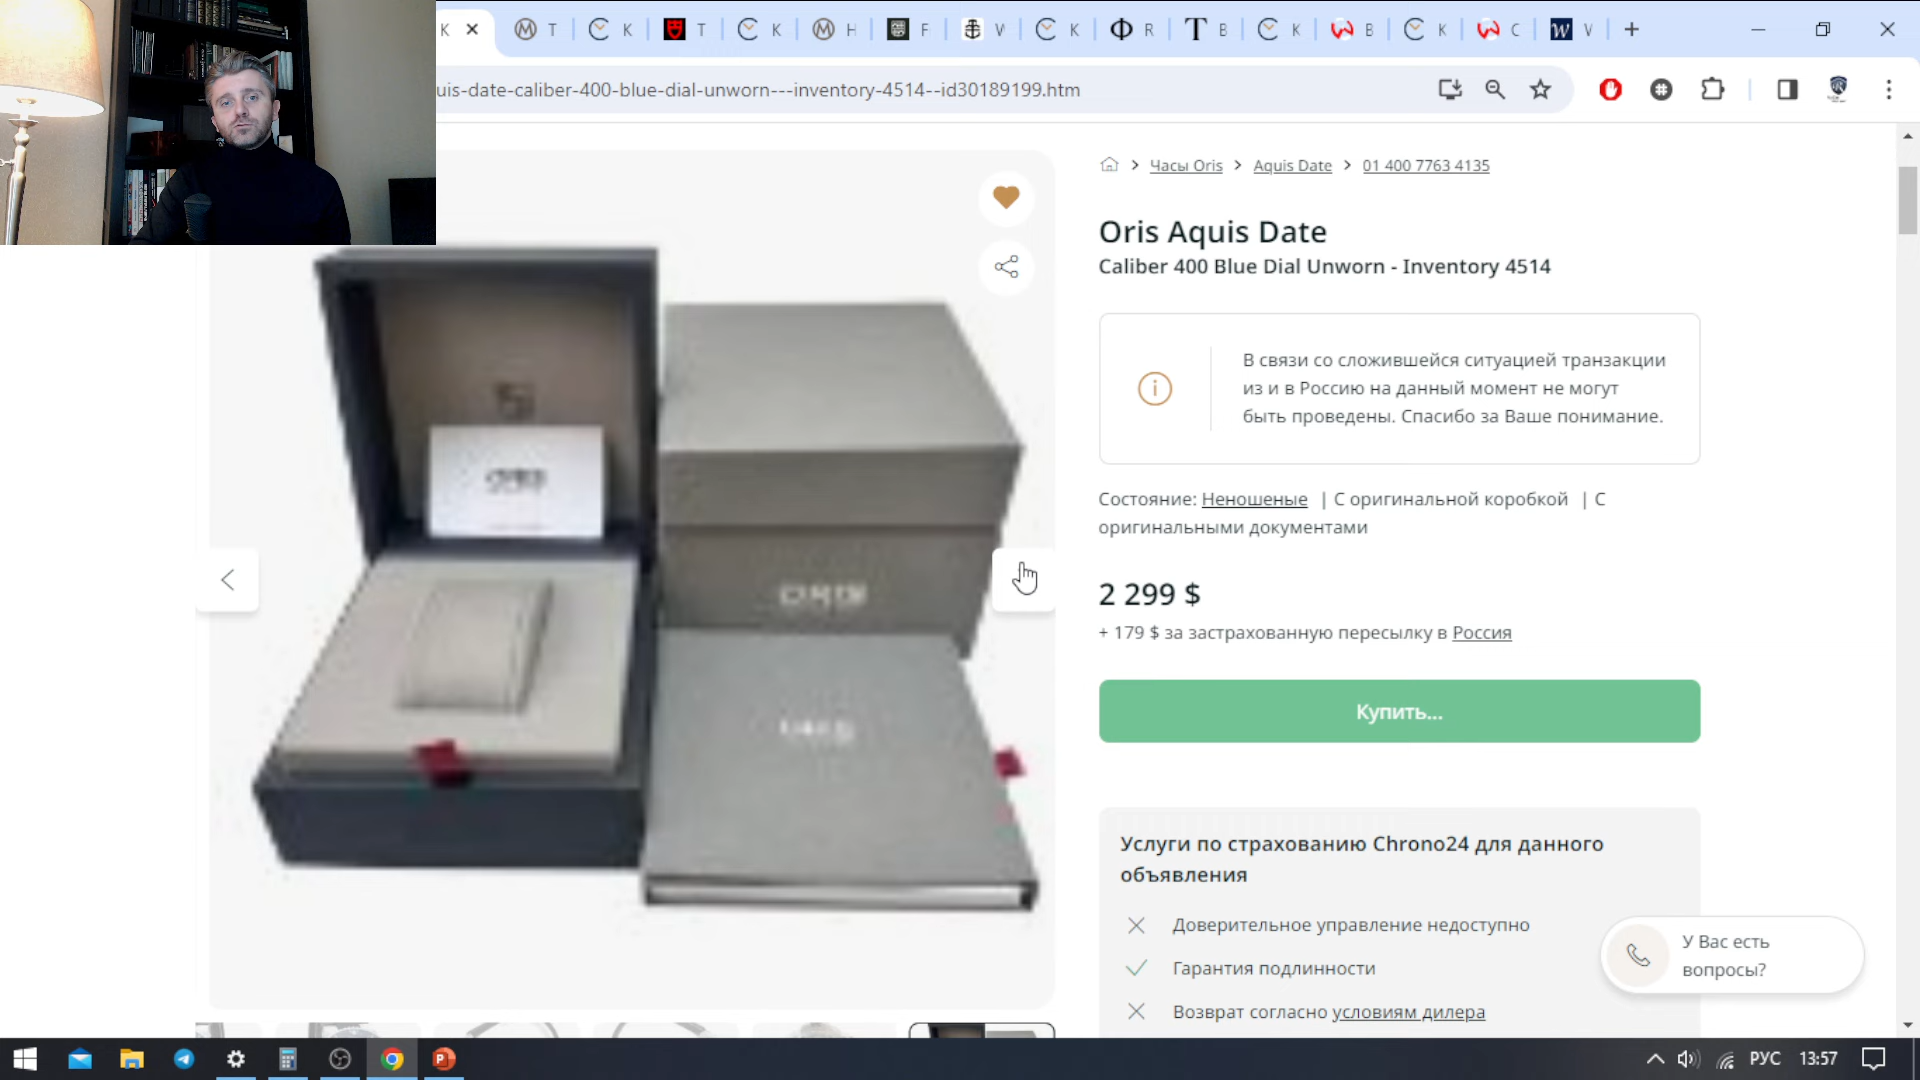 K
T
K
T
K
H
F
V
K
R
B
K
B
K
C
V
uis-date-caliber-400-blue-dial-unworn---inventory-4514--id30189199.htm
Часы Oris
Aquis Date
01 400 7763 4135
Oris Aquis Date
Caliber 400 Blue Dial Unworn - Inventory 4514
В связи со сложившейся ситуацией транзакции
из и в Россию на данный момент не могут
быть проведены. Спасибо за Ваше понимание.
Состояние: Неношеные | С оригинальной коробкой | С
оригинальными документами
2 299 $
+ 179 $ за застрахованную пересылку в Россия
Купить...
Услуги по страхованию Chrono24 для данного
объявления
Доверительное управление недоступно
Гарантия подлинности
Возврат согласно условиям дилера
У Вас есть
вопросы?
ORIS
ORIS
ORIS
РУС
13:57